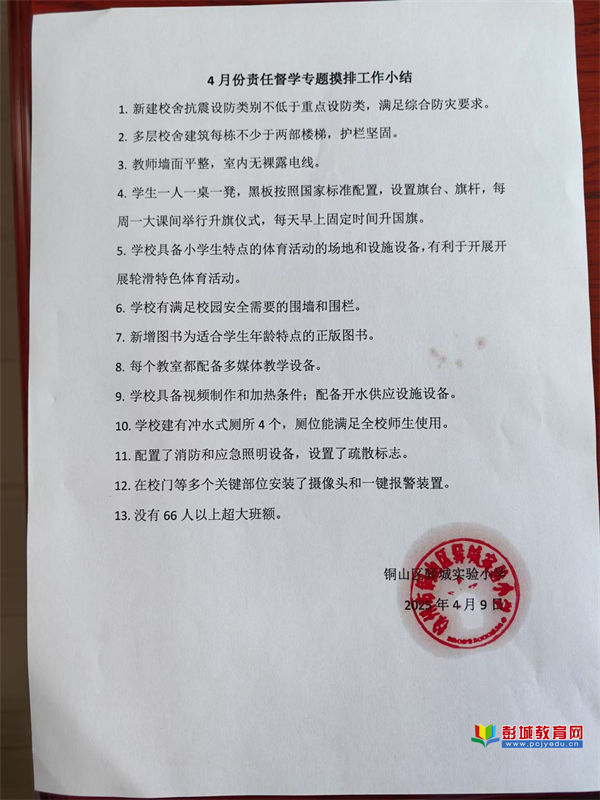 4 月份责任督学专题摸排工作小结
1. 新建校舍抗震设防类别不低于重点设防类，满足综合防灾要求。
2. 多层校舍建筑每栋不少于两部楼梯，护栏坚固。
3. 教师墙面平整，室内无裸露电线。
4. 学生一人一桌一凳，黑板按照国家标准配置，设置旗台、旗杆，每
周一大课间举行升旗仪式，每天早上固定时间升国旗。
5. 学校具备小学生特点的体育活动的场地和设施设备，有利于开展开
展轮滑特色体育活动。
6. 学校有满足校园安全需要的围墙和围栏。
7. 新增图书为适合学生年龄特点的正版图书。
8. 每个教室都配备多媒体教学设备。
9. 学校具备视频制作和加热条件；配备开水供应设施设备。
10. 学校建有冲水式厕所 4 个，厕位能满足全校师生使用。
11. 配置了消防和应急照明设备，设置了疏散标志。
12. 在校门等多个关键部位安装了摄像头和一键报警装置。
13. 没有 66 人以上超大班额。
铜山区城实验小学
2025 年 4 月 9 日
彭城教育网
www.pcjyedu.cn